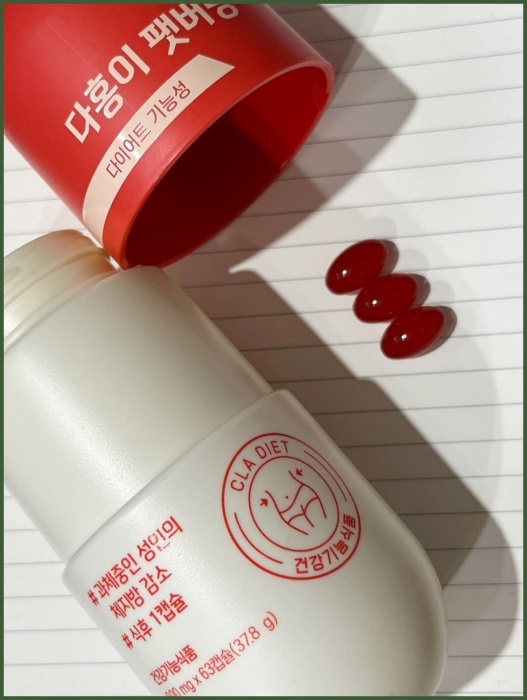 다홍이 팻버닝
다이어트 기능성
CLA DIET
건강기능식품
# 과체중인 성인의
체지방 감소
# 식후 1캡슐
건강기능식품
mg x 63캡슐(37.8 g)